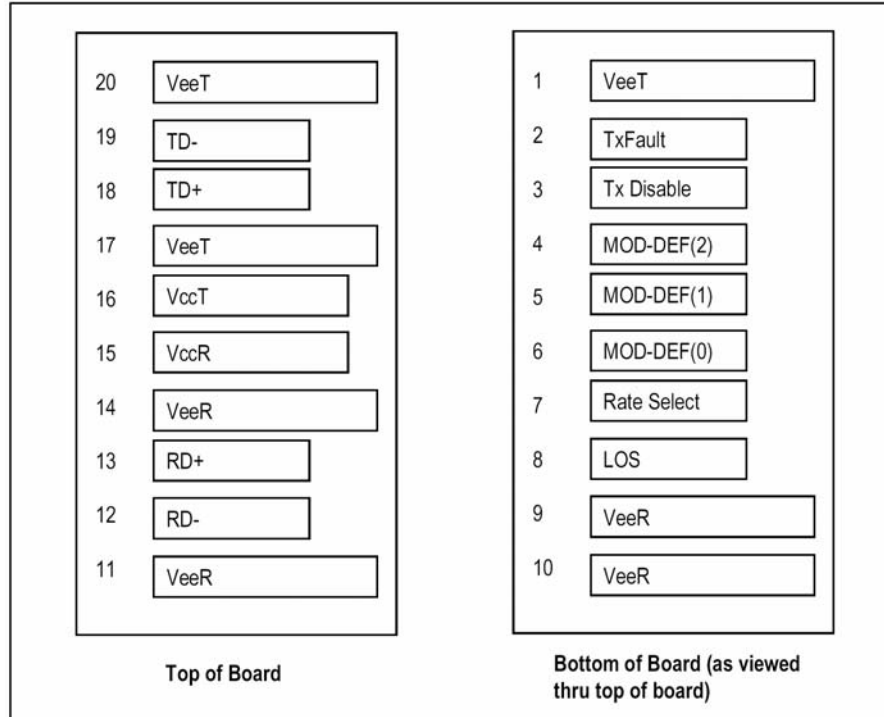 20 VeeT
19 TD-
18 TD+
17 VeeT
16 VccT
15 VccR
14 VeeR
13 RD+
12 RD-
11 VeeR
Top of Board
1 VeeT
2 TxFault
3 Tx Disable
4 MOD-DEF(2)
5 MOD-DEF(1)
6 MOD-DEF(0)
7 Rate Select
8 LOS
9 VeeR
10 VeeR
Bottom of Board (as viewed
thru top of board)